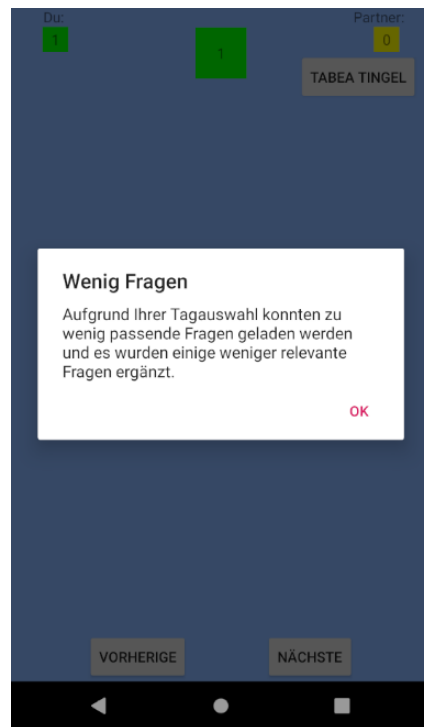 Du:
Partner:
1
1
0
TABEA TINGEL
Wenig Fragen
Aufgrund Ihrer Tagauswahl konnten zu
wenig passende Fragen geladen werden
und es wurden einige weniger relevante
Fragen ergänzt.
OK
VORHERIGE
NÄCHSTE